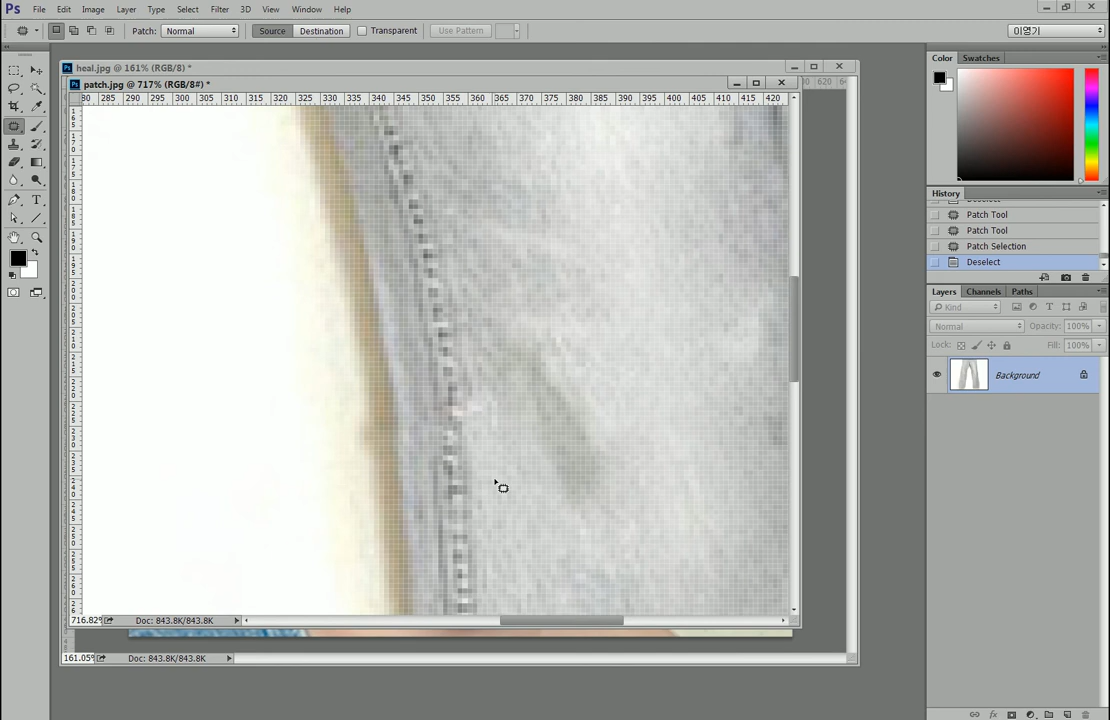 Ps File Edit Image Layer Type Select Filter 3D View Window Help
Patch: Normal Source Destination Transparent Use Pattern 이영기
heal.jpg @ 161% (RGB/8) *
patch.jpg @ 717% (RGB/8#) *
285 290 295 300 305 310 315 320 325 330 335 340 345 350 355 360 365 370 375 380 385 390 395 400 405 410 415 420
620
716.82% Doc: 843.8K/843.8K
161.05% Doc: 843.8K/843.8K
Color Swatches
History
Deselect
Patch Tool
Patch Tool
Patch Selection
Deselect
Layers Channels Paths
Kind
Normal Opacity: 100%
Lock: Fill: 100%
Background
fx